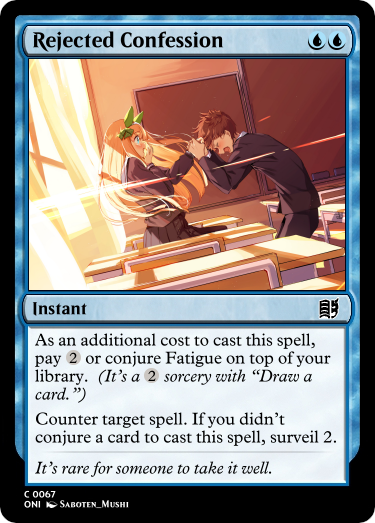 Rejected Confession
Instant
As an additional cost to cast this spell,
pay 2 or conjure Fatigue on top of your
library. (It's a 2 sorcery with “Draw a
card.”)
Counter target spell. If you didn't
conjure a card to cast this spell, surveil 2.
It's rare for someone to take it well.
C 0067
ONI Saboten_Mushi